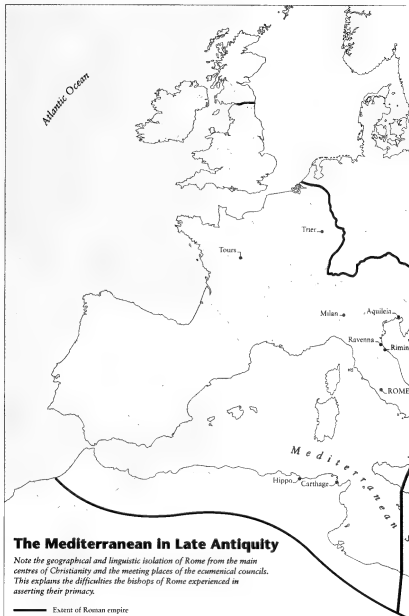 Atlantic Ocean
Trier
Tours
Milan
Aquileia
Ravenna
Rimin
ROME
Mediterranean
Hippo
Carthage
The Mediterranean in Late Antiquity
Note the geographical and linguistic isolation of Rome from the main
centres of Christianity and the meeting places of the ecumenical councils.
This explains the difficulties the bishops of Rome experienced in
asserting their primacy.
Extent of Roman empire